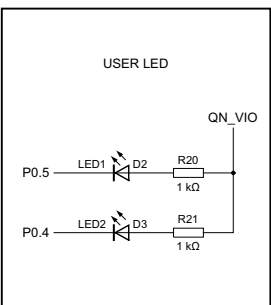 USER LED
QN_VIO
LED1 D2 R20
P0.5
1 kΩ
LED2 D3 R21
P0.4
1 kΩ